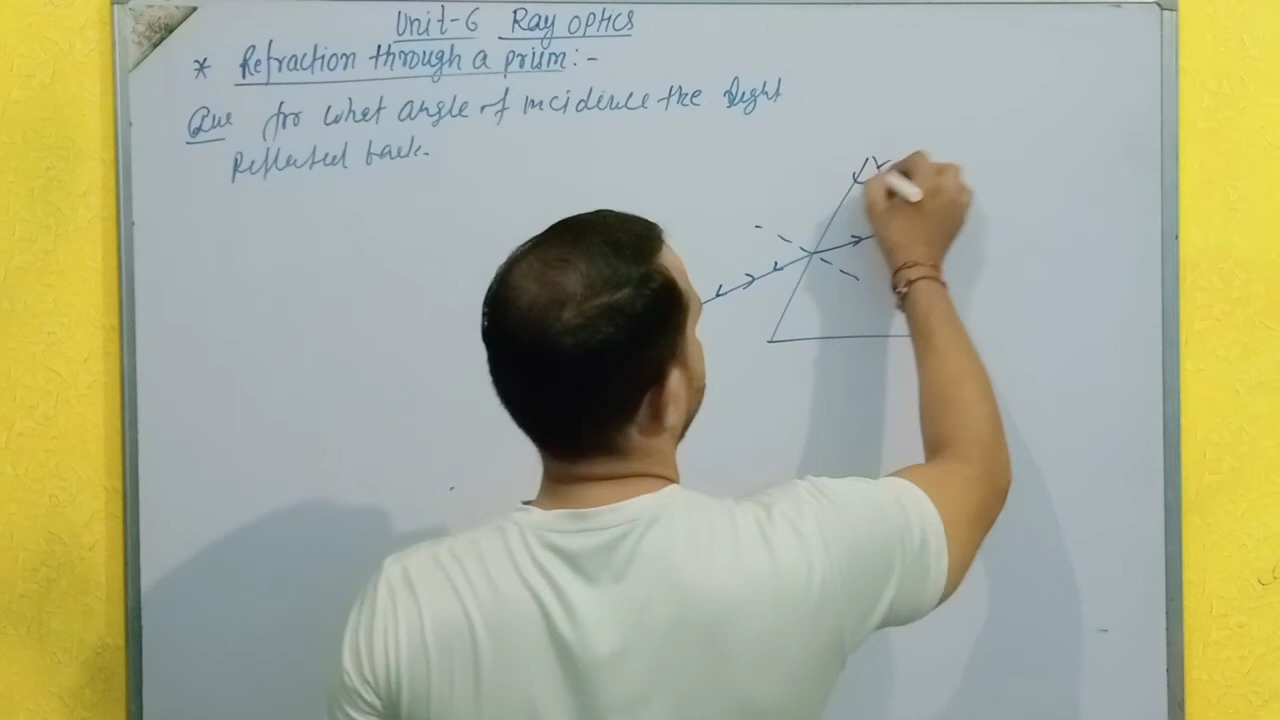 Unit-6 Ray optics
* Refraction through a prism:-
Que for what angle of incidence the light
Reflected back.